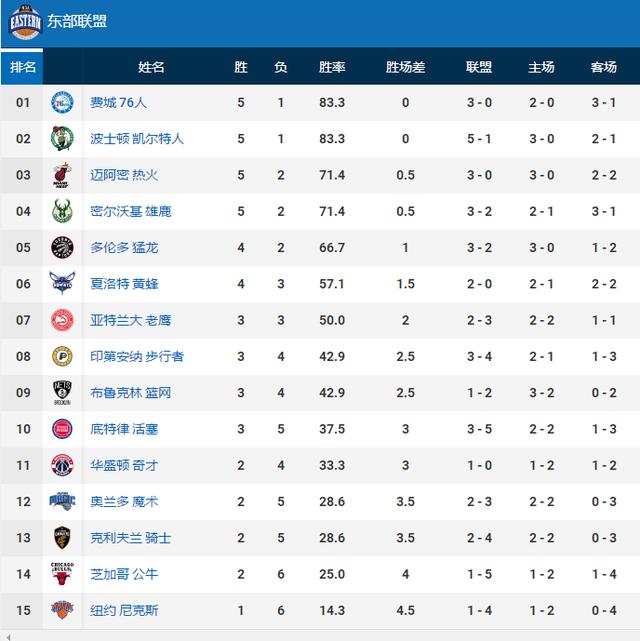 EASTERN 东部联盟
排名 姓名 胜 负 胜率 胜场差 联盟 主场 客场
01 费城 76人 5 1 83.3 0 3 - 0 2 - 0 3 - 1
02 波士顿 凯尔特人 5 1 83.3 0 5 - 1 3 - 0 2 - 1
03 迈阿密 热火 5 2 71.4 0.5 3 - 0 3 - 0 2 - 2
04 密尔沃基 雄鹿 5 2 71.4 0.5 3 - 2 2 - 1 3 - 1
05 多伦多 猛龙 4 2 66.7 1 3 - 2 3 - 0 1 - 2
06 夏洛特 黄蜂 4 3 57.1 1.5 2 - 0 2 - 1 2 - 2
07 亚特兰大 老鹰 3 3 50.0 2 2 - 3 2 - 2 1 - 1
08 印第安纳 步行者 3 4 42.9 2.5 3 - 4 2 - 1 1 - 3
09 布鲁克林 篮网 3 4 42.9 2.5 1 - 2 3 - 2 0 - 2
10 底特律 活塞 3 5 37.5 3 3 - 5 2 - 2 1 - 3
11 华盛顿 奇才 2 4 33.3 3 1 - 0 1 - 2 1 - 2
12 奥兰多 魔术 2 5 28.6 3.5 2 - 3 2 - 2 0 - 3
13 克利夫兰 骑士 2 5 28.6 3.5 2 - 4 2 - 2 0 - 3
14 芝加哥 公牛 2 6 25.0 4 1 - 5 1 - 2 1 - 4
15 纽约 尼克斯 1 6 14.3 4.5 1 - 4 1 - 2 0 - 4